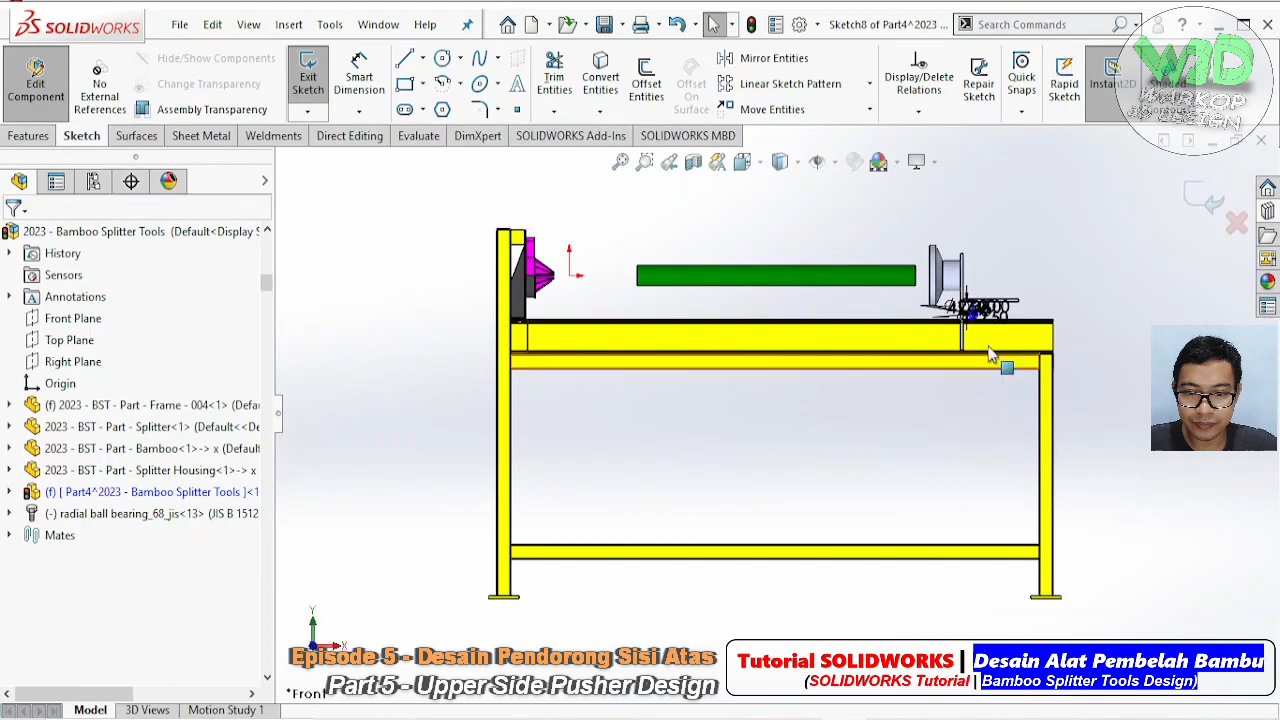 SOLIDWORKS
File
Edit
View
Insert
Tools
Window
Help
Sketch8 of Part4^2023 ...
Search Commands
Edit Component
No External References
Hide/Show Components
Change Transparency
Assembly Transparency
Exit Sketch
Smart Dimension
Trim Entities
Convert Entities
Offset Entities
Offset On Surface
Mirror Entities
Linear Sketch Pattern
Move Entities
Display/Delete Relations
Repair Sketch
Quick Snaps
Rapid Sketch
Instant2D
WD
DESIGN
Features
Sketch
Surfaces
Sheet Metal
Weldments
Direct Editing
Evaluate
DimXpert
SOLIDWORKS Add-Ins
SOLIDWORKS MBD
2023 - Bamboo Splitter Tools (Default<Display S
History
Sensors
Annotations
Front Plane
Top Plane
Right Plane
Origin
(f) 2023 - BST - Part - Frame - 004<1> (Defa
2023 - BST - Part - Splitter<1> (Default<<De
2023 - BST - Part - Bamboo<1>-> x (Default
2023 - BST - Part - Splitter Housing<1>-> x
(f) [ Part4^2023 - Bamboo Splitter Tools ]<1
(-) radial ball bearing_68_jis<13> (JIS B 1512
Mates
Y
X
*Fron
Episode 5 - Desain Pendorong Sisi Atas
Part 5 - Upper Side Pusher Design
Tutorial SOLIDWORKS | Desain Alat Pembelah Bambu
(SOLIDWORKS Tutorial | Bamboo Splitter Tools Design)
Model
3D Views
Motion Study 1